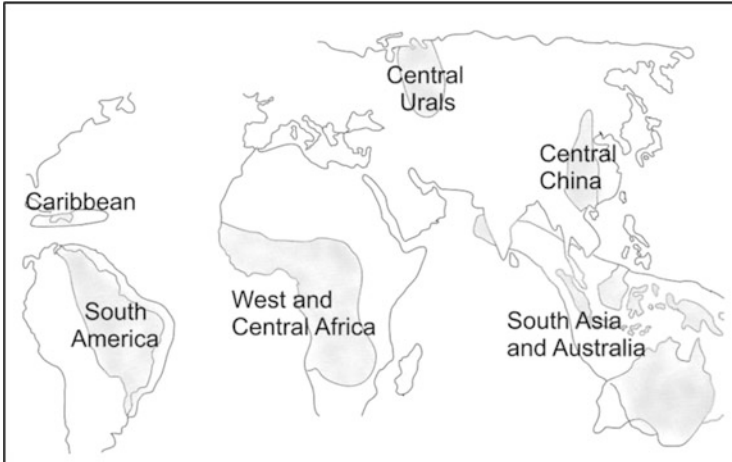 Central
Urals
Central
China
Caribbean
South
America
West and
Central Africa
South Asia
and Australia